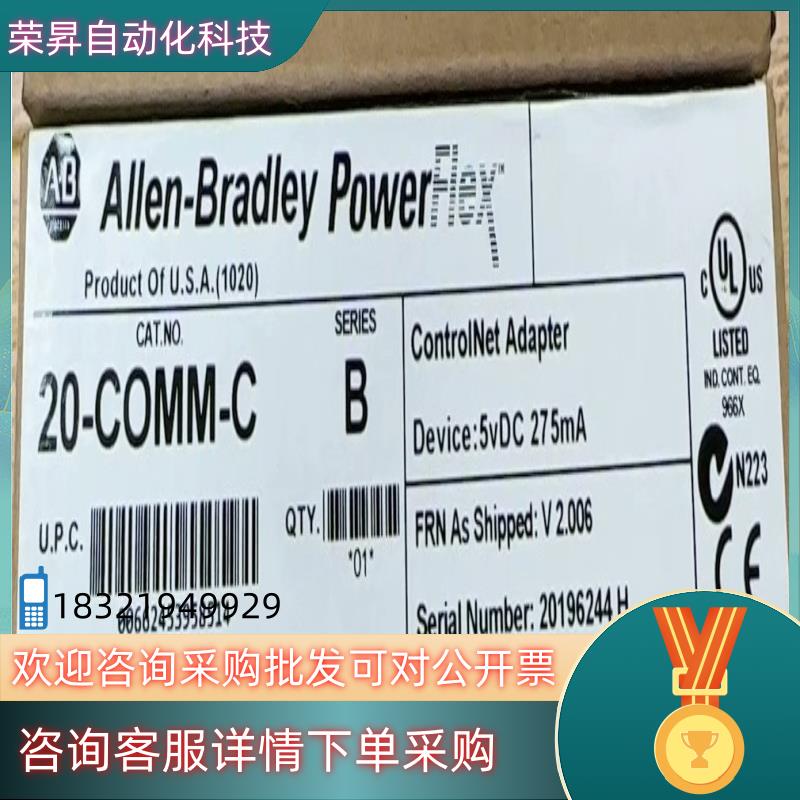 荣昇自动化科技
AB
Allen-Bradley PowerFlex
Product Of U.S.A.(1020)
CAT.NO.
SERIES
20-COMM-C
B
ControlNet Adapter
Device:5vDC 275mA
C UL US
LISTED
IND. CONT. EQ.
966X
N223
U.P.C.
QTY.
*01*
FRN As Shipped: V 2.006
Serial Number: 20196244 H
CE
18321949929
欢迎咨询采购批发可对公开票
咨询客服详情下单采购